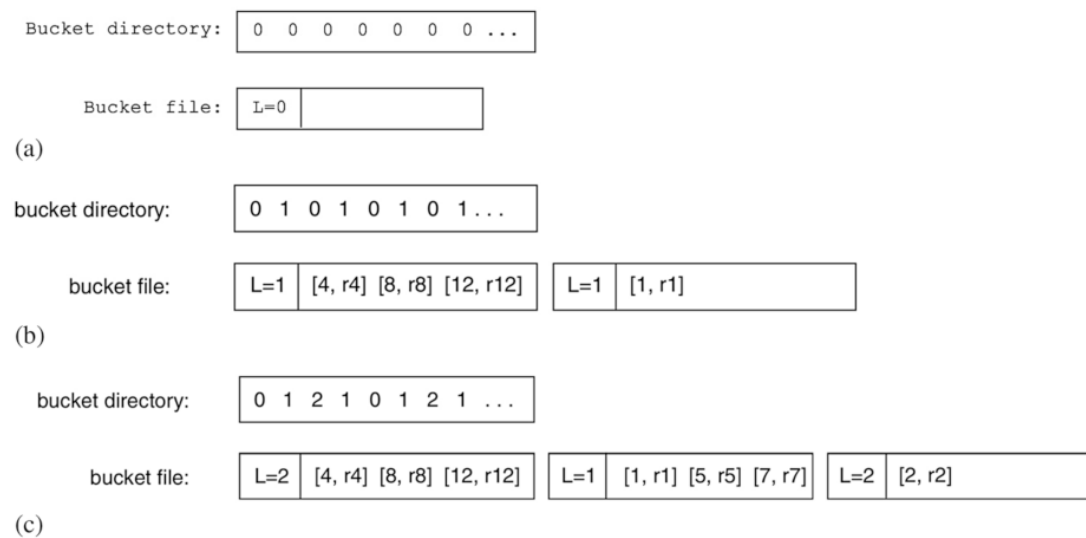 Bucket directory: 0 0 0 0 0 0 0 ...
Bucket file: L=0
(a)
bucket directory: 0 1 0 1 0 1 0 1 ...
bucket file: L=1 [4, r4] [8, r8] [12, r12] L=1 [1, r1]
(b)
bucket directory: 0 1 2 1 0 1 2 1 ...
bucket file: L=2 [4, r4] [8, r8] [12, r12] L=1 [1, r1] [5, r5] [7, r7] L=2 [2, r2]
(c)